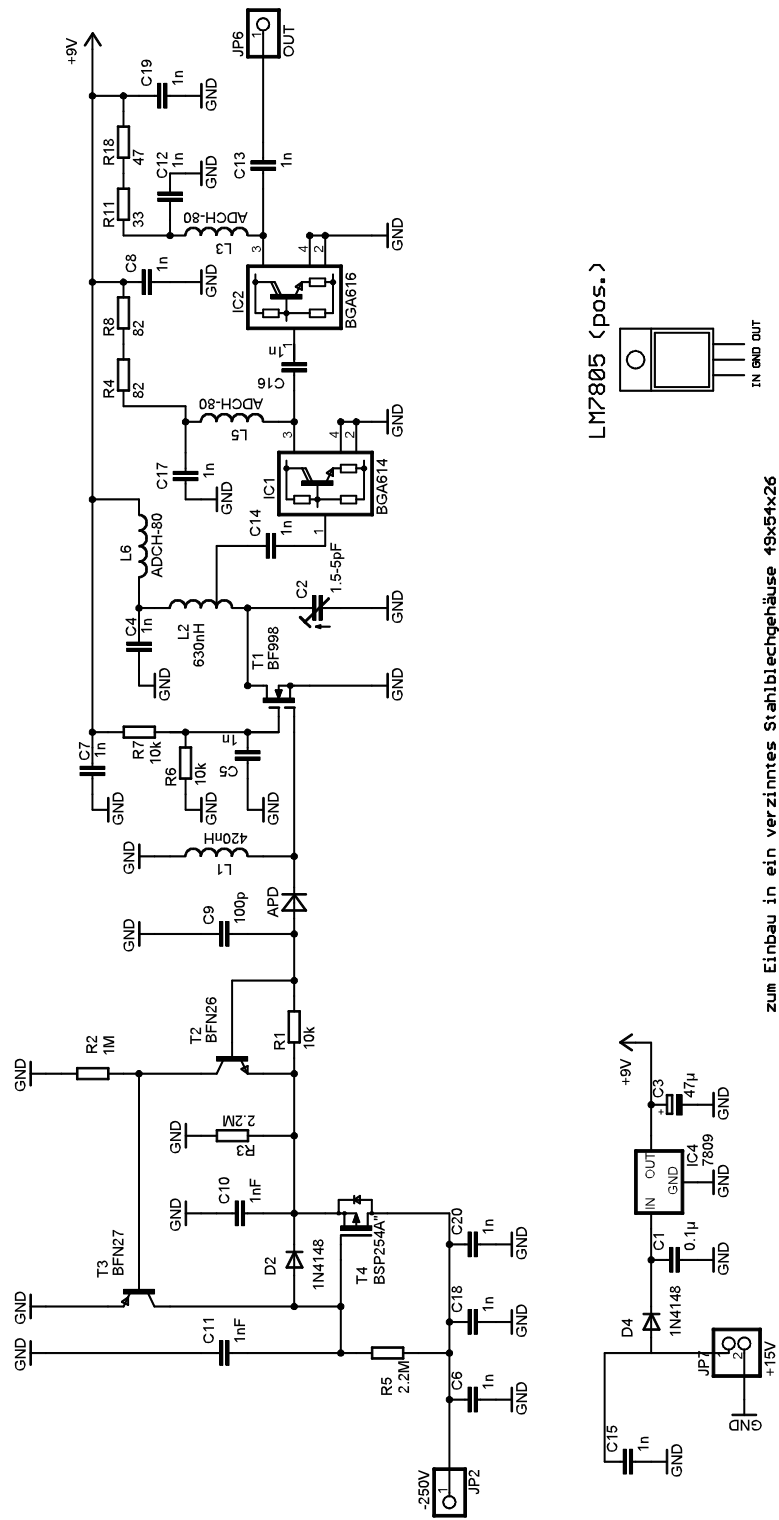 +9V
JP6
1
OUT
R18
47
C19
1n
GND
R11
33
C12
1n
GND
C13
1n
L3
ADCH-80
3
4
2
GND
IC2
BGA616
1
R8
82
C8
1n
GND
R4
82
C16
1n
L5
ADCH-80
3
4
2
GND
IC1
BGA614
1
C17
1n
GND
C14
1n
L6
ADCH-80
L2
630nH
C4
1n
GND
C2
1.5-5pF
GND
T1
BF998
GND
C7
1n
GND
R7
10k
R6
10k
GND
C5
1n
GND
GND
L1
420nH
APD
GND
C9
100p
T2
BFN26
R1
10k
GND
R2
1M
GND
R3
2.2M
GND
C10
1nF
D2
1N4148
T4
BSP254A"
GND
T3
BFN27
GND
C11
1nF
R5
2.2M
C20
1n
GND
C18
1n
GND
C6
1n
GND
-250V
1
JP2
LM7805 (pos.)
IN GND OUT
+9V
C3
+
47µ
GND
IC4
7809
IN
OUT
GND
GND
C1
0.1µ
GND
D4
1N4148
JP7
1
2
+15V
GND
C15
1n
GND
zum Einbau in ein verzinntes Stahlblechgehäuse 49x54x26